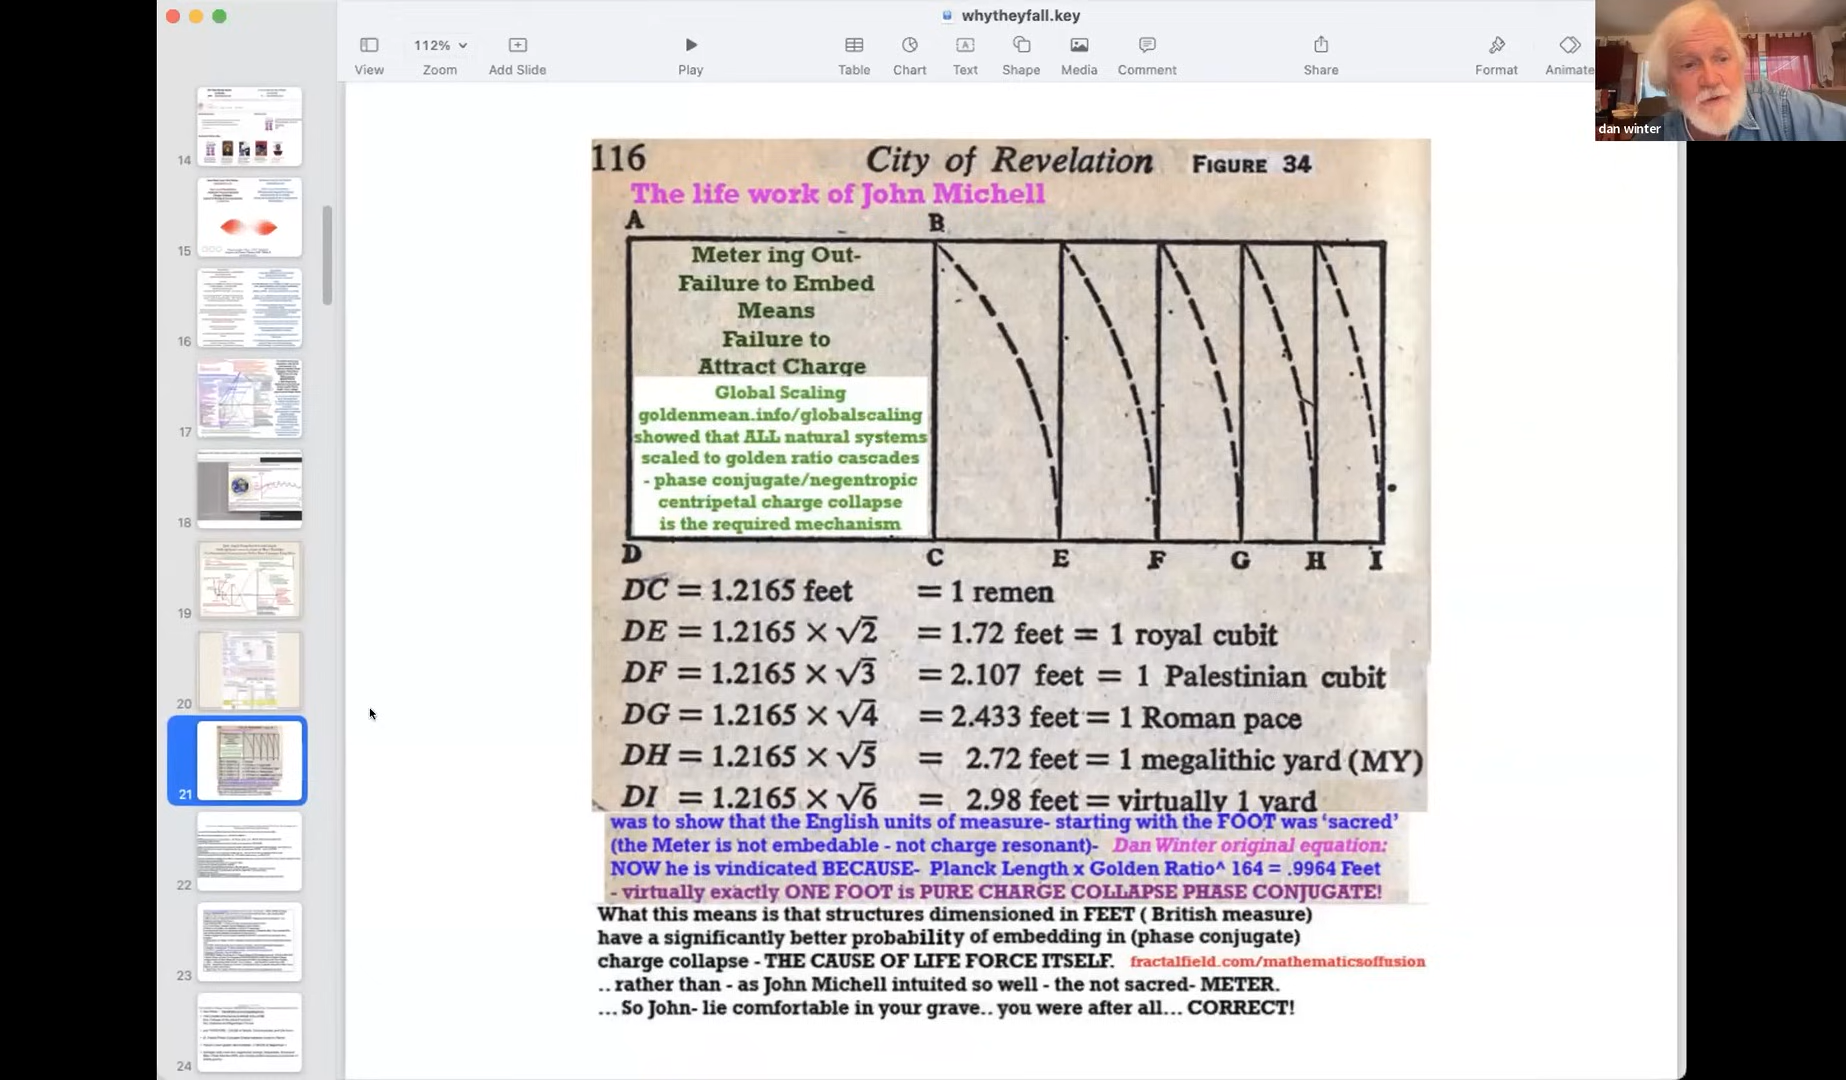 whytheyfall.key
112%
View
Zoom
Add Slide
Play
Table
Chart
Text
Shape
Media
Comment
Share
Format
Animate
dan winter
14
15
16
17
18
19
20
21
22
23
24
116 City of Revelation FIGURE 34
The life work of John Michell
A B
Meter ing Out-
Failure to Embed
Means
Failure to
Attract Charge
Global Scaling
goldenmean.info/globalscaling
showed that ALL natural systems
scaled to golden ratio cascades
- phase conjugate/negentropic
centripetal charge collapse
is the required mechanism
D C E F G H I
DC = 1.2165 feet = 1 remen
DE = 1.2165 × √2 = 1.72 feet = 1 royal cubit
DF = 1.2165 × √3 = 2.107 feet = 1 Palestinian cubit
DG = 1.2165 × √4 = 2.433 feet = 1 Roman pace
DH = 1.2165 × √5 = 2.72 feet = 1 megalithic yard (MY)
DI = 1.2165 × √6 = 2.98 feet = virtually 1 yard
was to show that the English units of measure- starting with the FOOT was ‘sacred’
(the Meter is not embedable - not charge resonant)- Dan Winter original equation:
NOW he is vindicated BECAUSE- Planck Length x Golden Ratio^ 164 = .9964 Feet
- virtually exactly ONE FOOT is PURE CHARGE COLLAPSE PHASE CONJUGATE!
What this means is that structures dimensioned in FEET ( British measure)
have a significantly better probability of embedding in (phase conjugate)
charge collapse - THE CAUSE OF LIFE FORCE ITSELF. fractalfield.com/mathematicsoffusion
.. rather than - as John Michell intuited so well - the not sacred- METER.
... So John- lie comfortable in your grave.. you were after all... CORRECT!